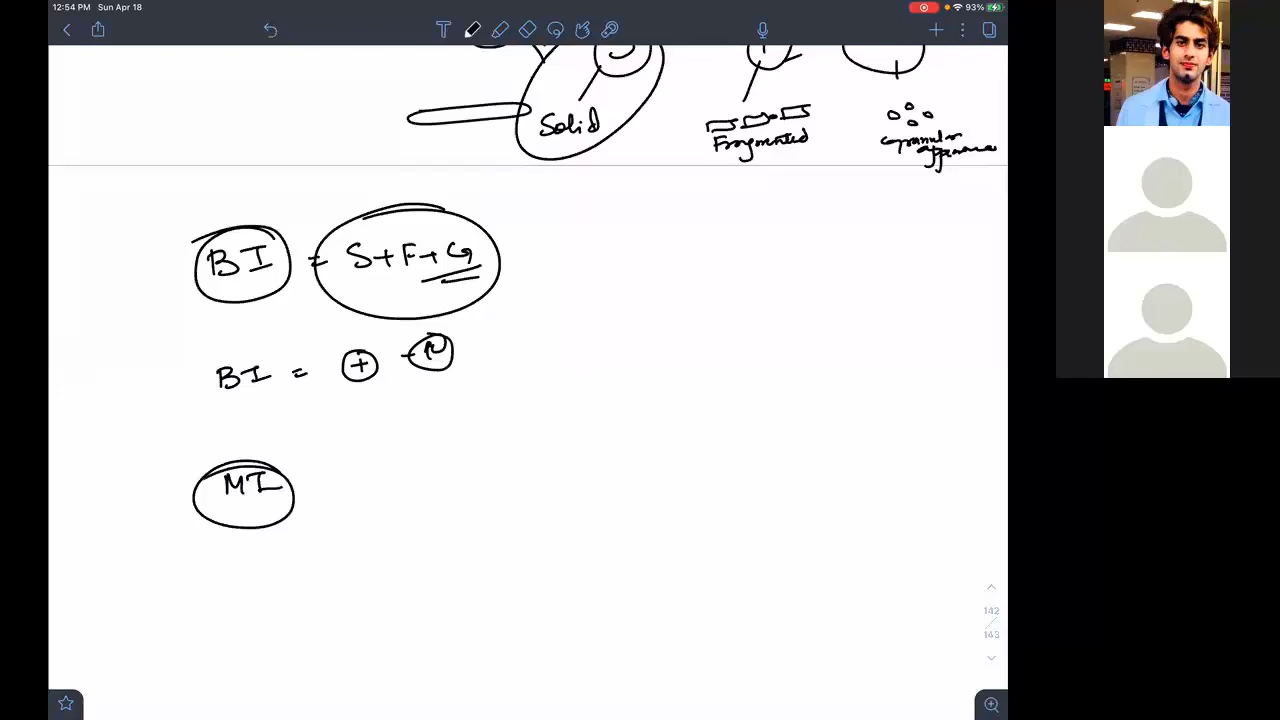 12:54 PM Sun Apr 18
93%
T
Solid
Fragmented
Granular
appearance
BI = S+F+G
BI = +
MI
142
143